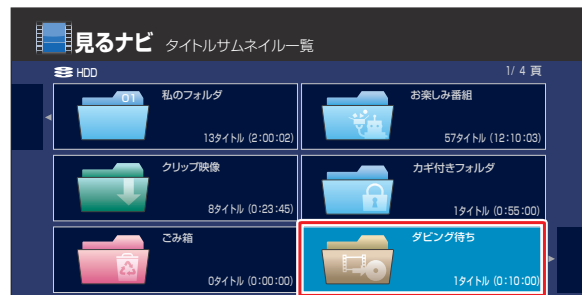 見るナビ タイトルサムネイル一覧
HDD 1/ 4 頁
01 私のフォルダ
13タイトル (2:00:02)
お楽しみ番組
57タイトル (12:10:03)
クリップ映像
8タイトル (0:23:45)
カギ付きフォルダ
1タイトル (0:55:00)
ごみ箱
0タイトル (0:00:00)
ダビング待ち
1タイトル (0:10:00)